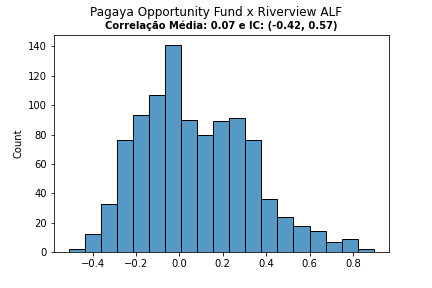 Pagaya Opportunity Fund x Riverview ALF
Correlação Média: 0.07 e IC: (-0.42, 0.57)
140
120
100
80
60
40
20
0
Count
−0.4 −0.2 0.0 0.2 0.4 0.6 0.8